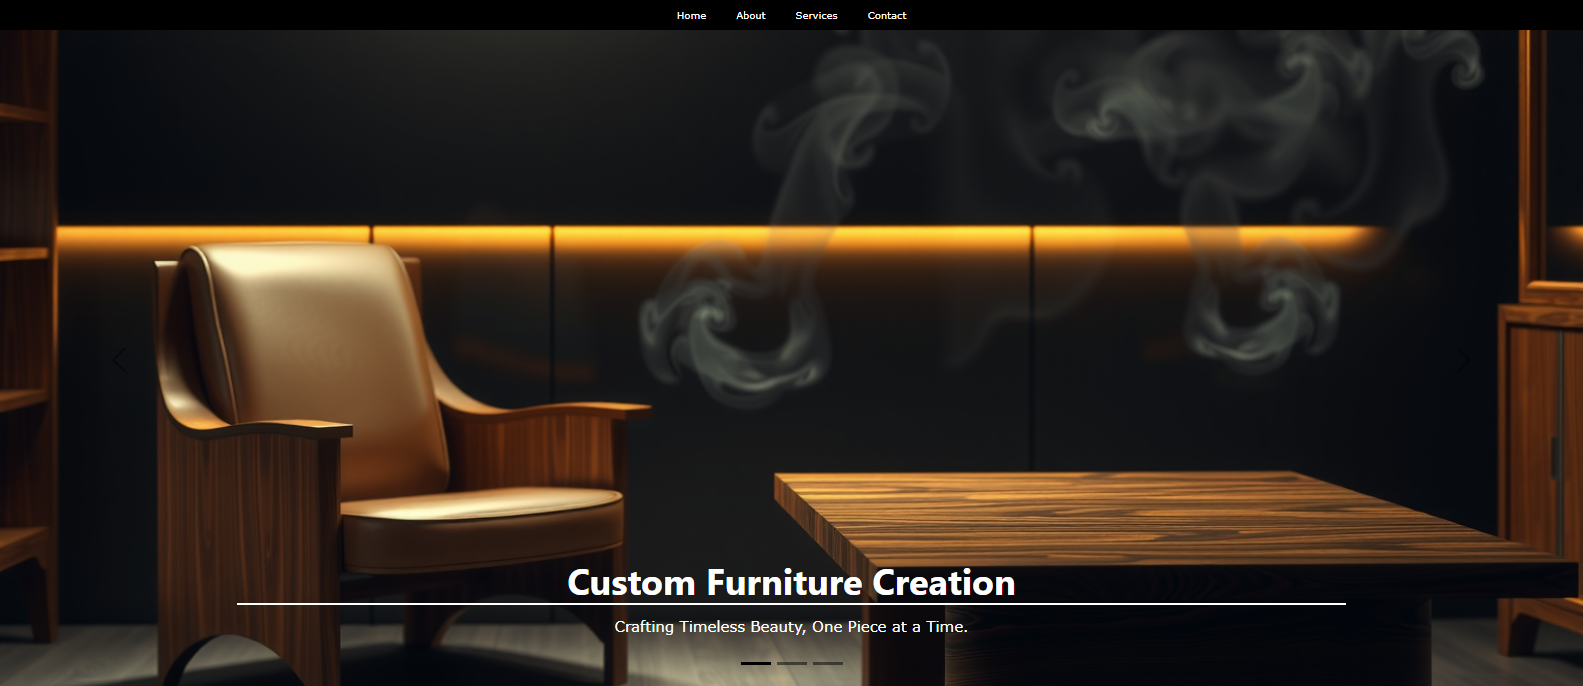 Home About Services Contact
Custom Furniture Creation
Crafting Timeless Beauty, One Piece at a Time.